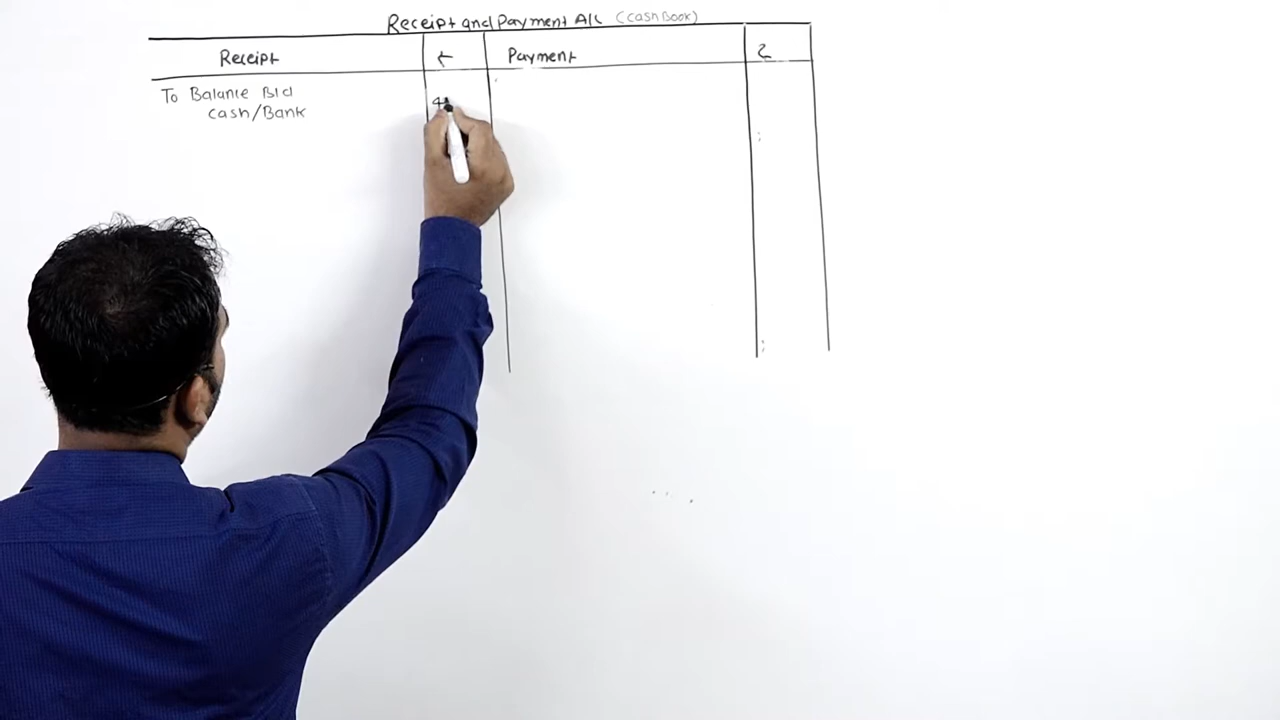 Receipt and Payment A/c (cash Book)
Receipt ₹ Payment ₹
To Balance B/d
cash/Bank